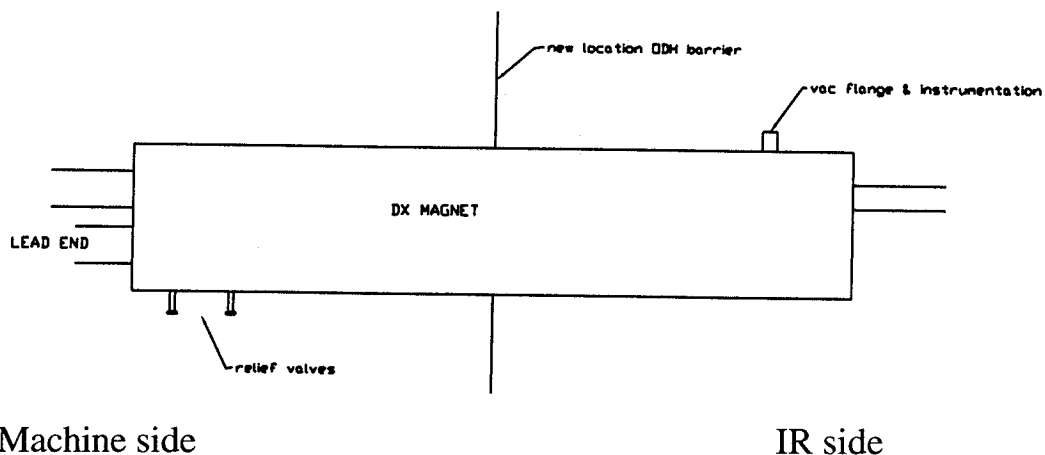 new location ODH barrier
vac flange & instrumentation
DX MAGNET
LEAD END
relief valves
Machine side
IR side